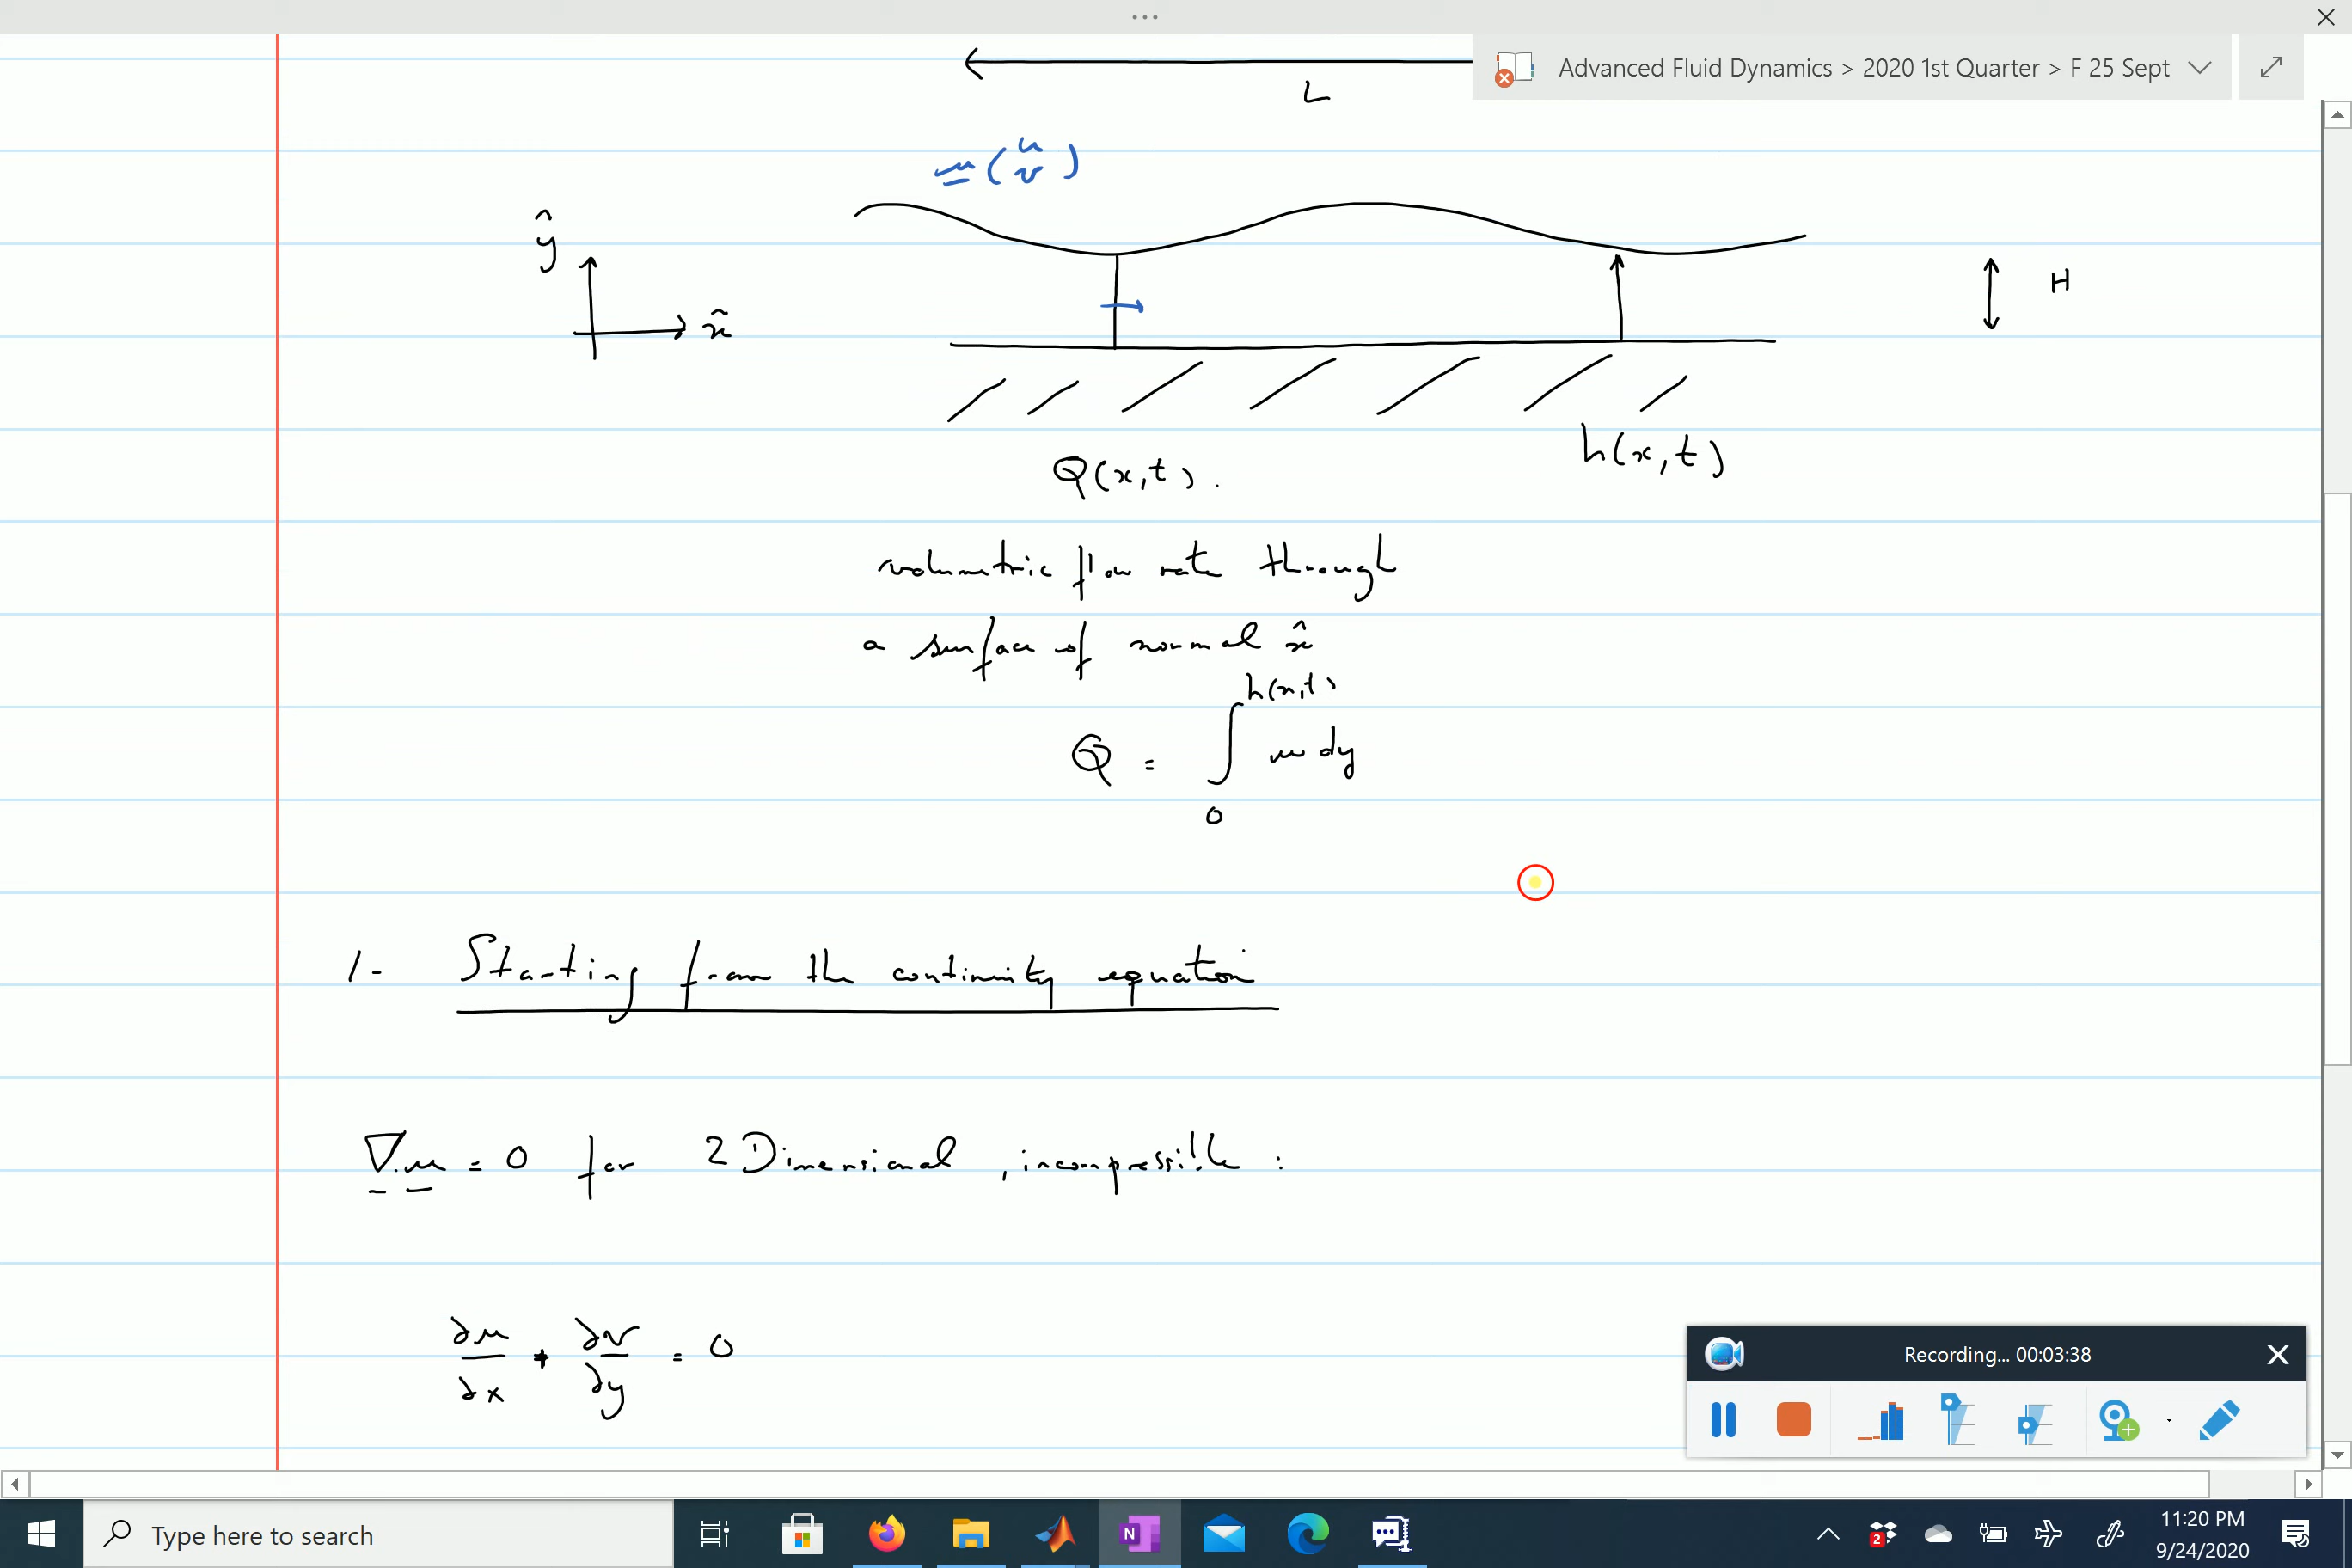 Advanced Fluid Dynamics > 2020 1st Quarter > F 25 Sept
L
u ( u
v )
ŷ
x̂
H
h(x,t)
Q(x,t).
volumetric flow rate through
a surface of normal x̂
h(x,t)
Q = ∫ u dy
0
1- Starting from the continuity equation
∇.u = 0 for 2Dimensional, incompressible :
∂u/∂x + ∂v/∂y = 0
Recording... 00:03:38
Type here to search
N
2
11:20 PM
9/24/2020